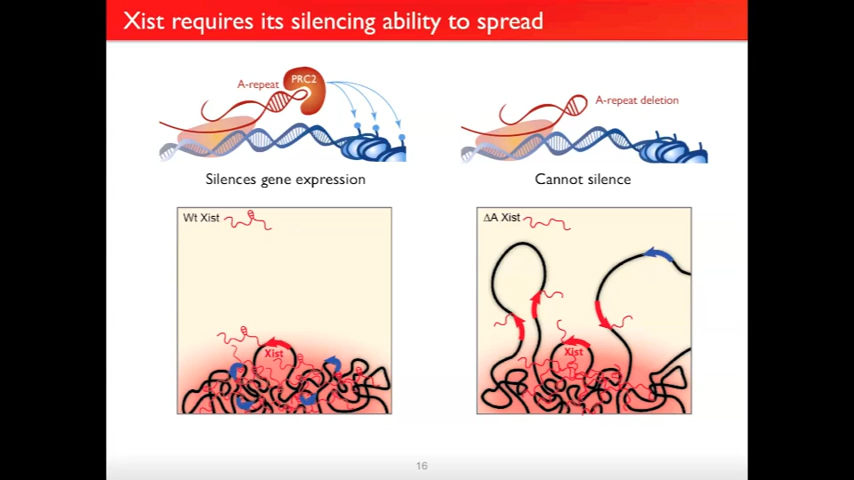 Xist requires its silencing ability to spread
A-repeat
PRC2
A-repeat deletion
Silences gene expression
Cannot silence
Wt Xist
ΔA Xist
Xist
Xist
16